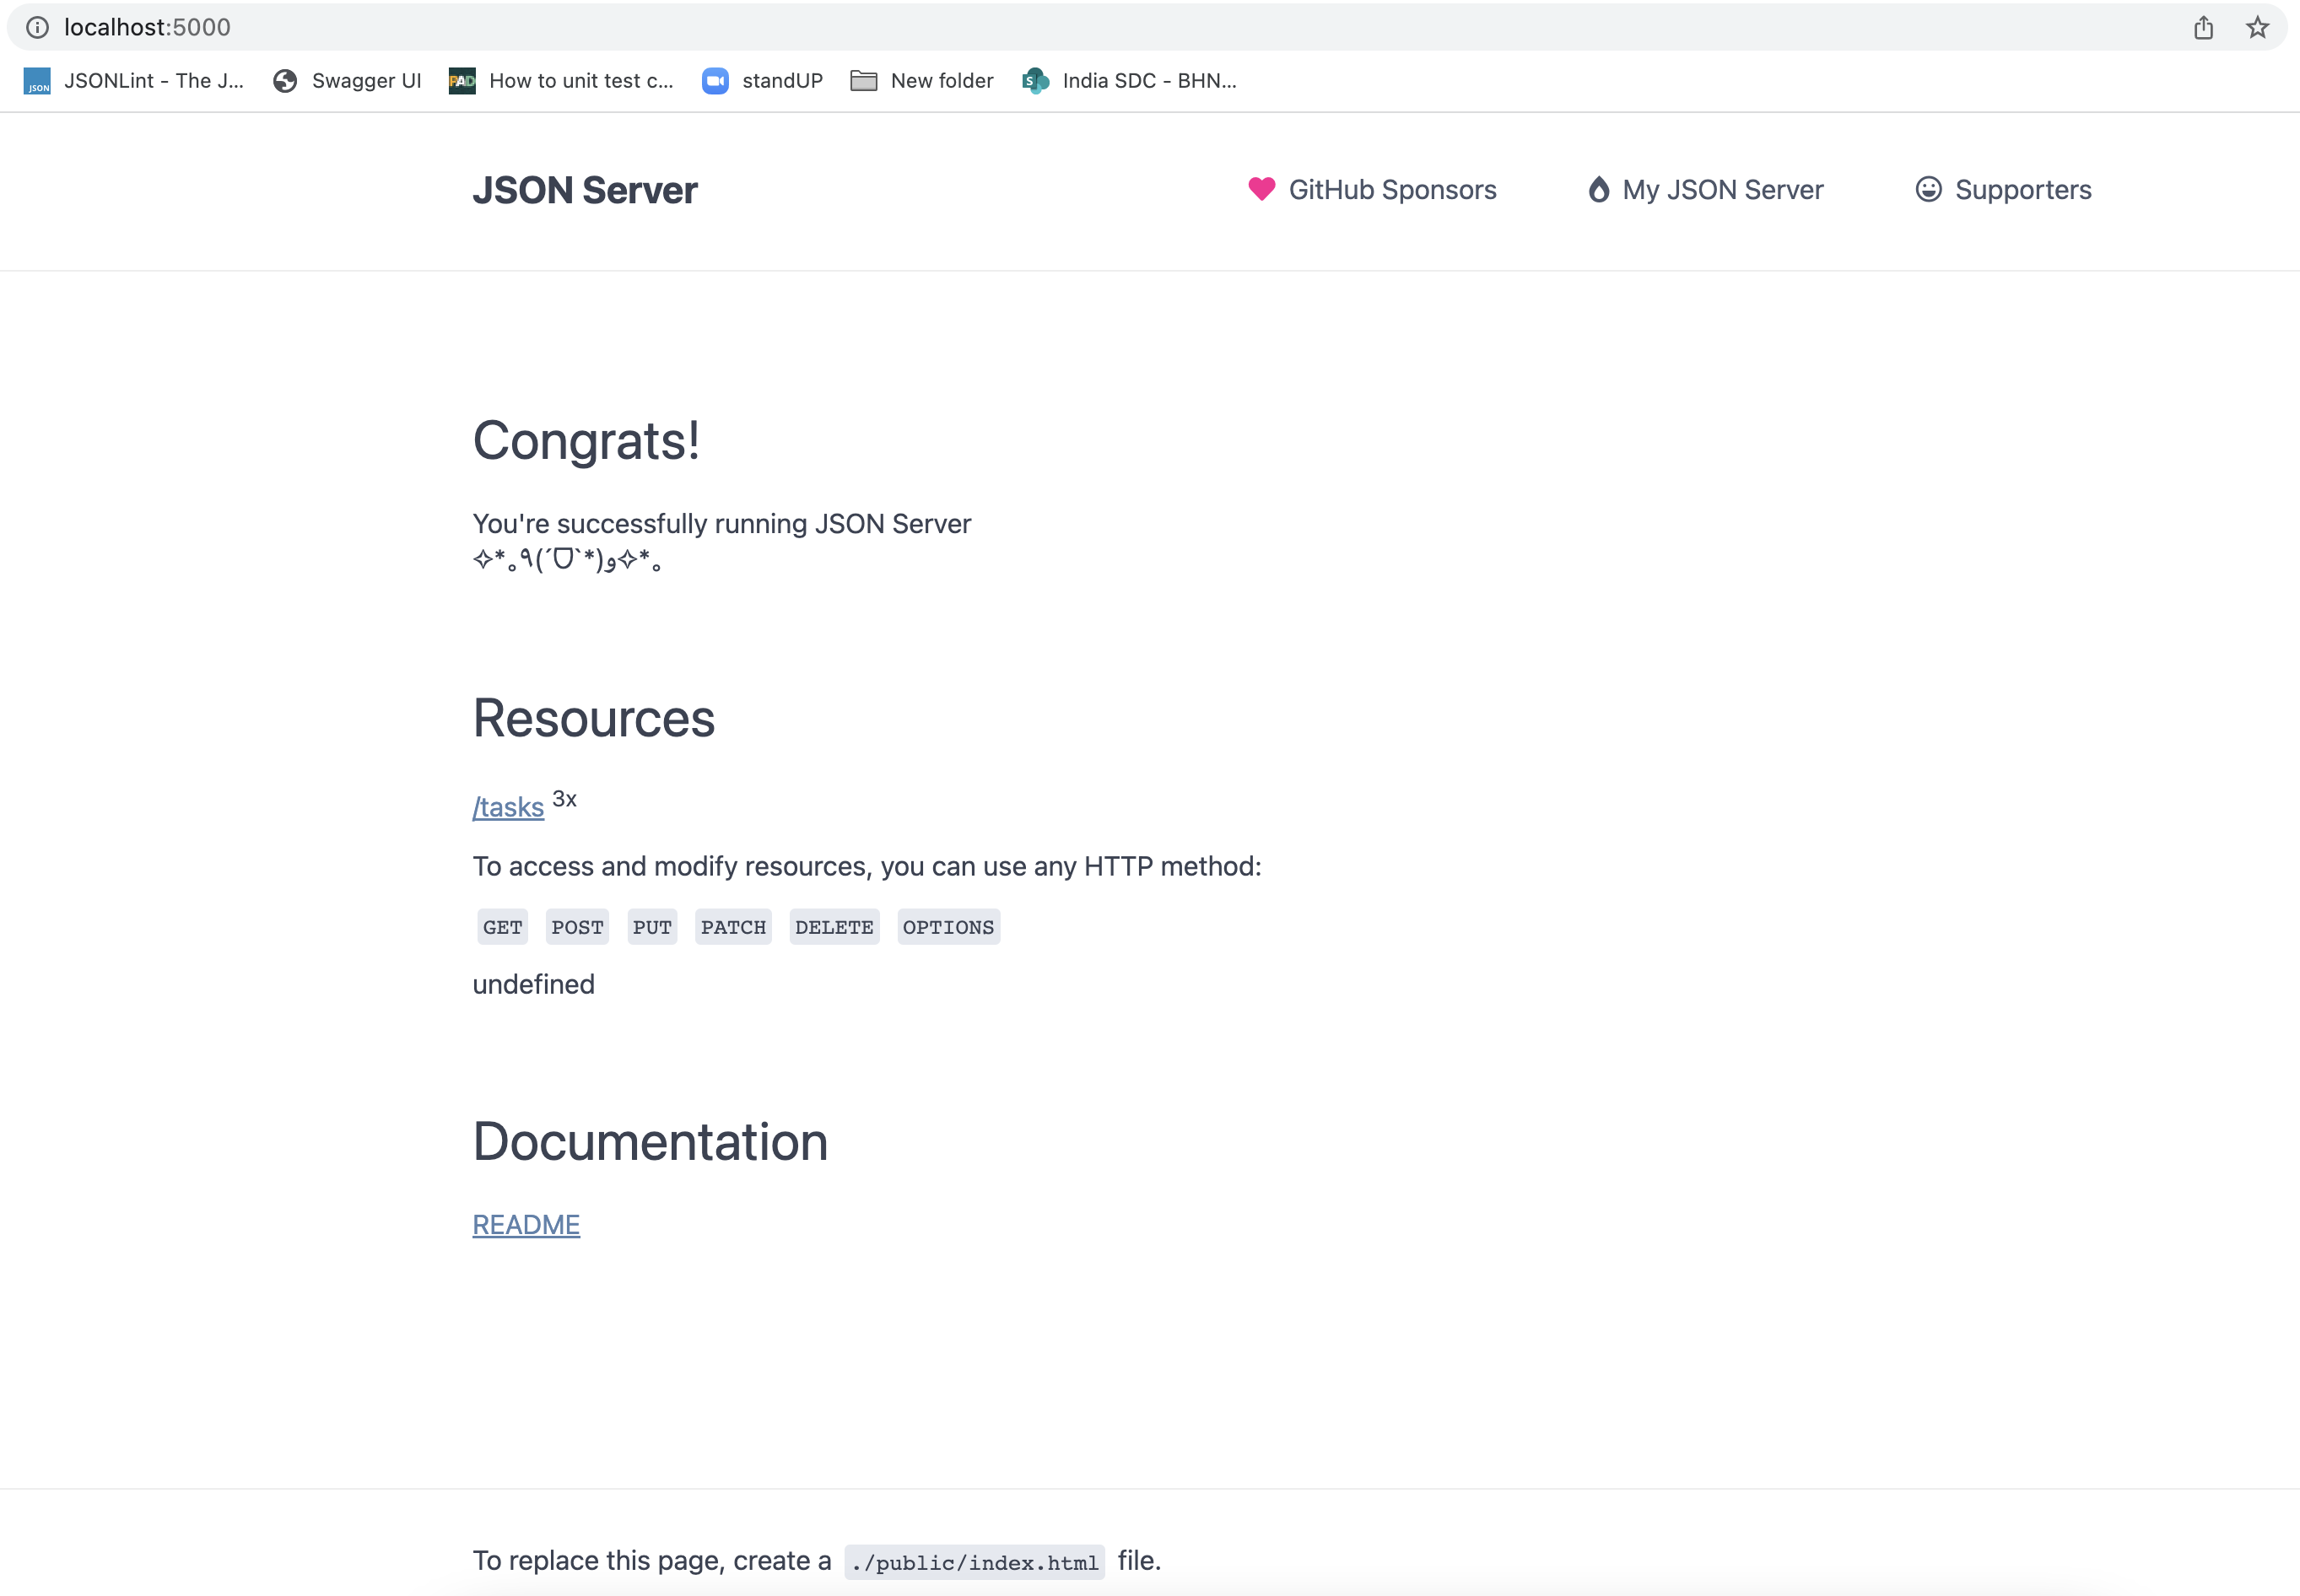 localhost:5000
JSON JSONLint - The J... Swagger UI PAD How to unit test c... standUP New folder S India SDC - BHN...
JSON Server GitHub Sponsors My JSON Server Supporters
Congrats!
You're successfully running JSON Server
✧*｡٩(ˊᗜˋ*)و✧*｡
Resources
/tasks 3x
To access and modify resources, you can use any HTTP method:
GET POST PUT PATCH DELETE OPTIONS
undefined
Documentation
README
To replace this page, create a ./public/index.html file.